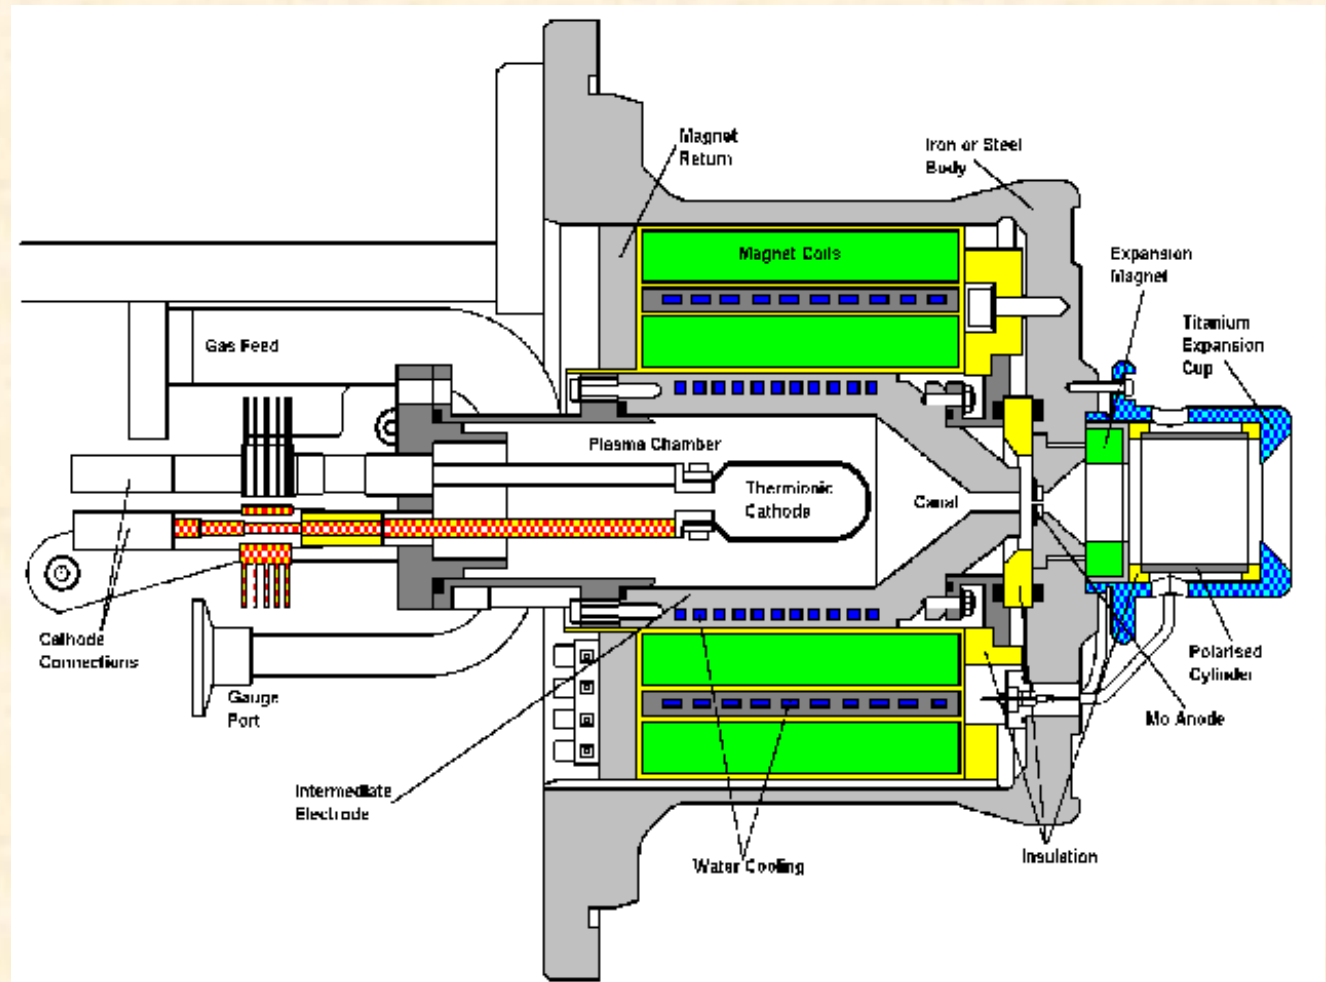 Magnet
Return
Iron or Steel
Body
Magnet Coils
Expansion
Magnet
Titanium
Expansion
Cup
Gas Feed
Plasma Chamber
Thermionic
Cathode
Canal
Cathode
Connections
Gauge
Port
Polarised
Cylinder
Mo Anode
Intermediate
Electrode
Water Cooling
Insulation